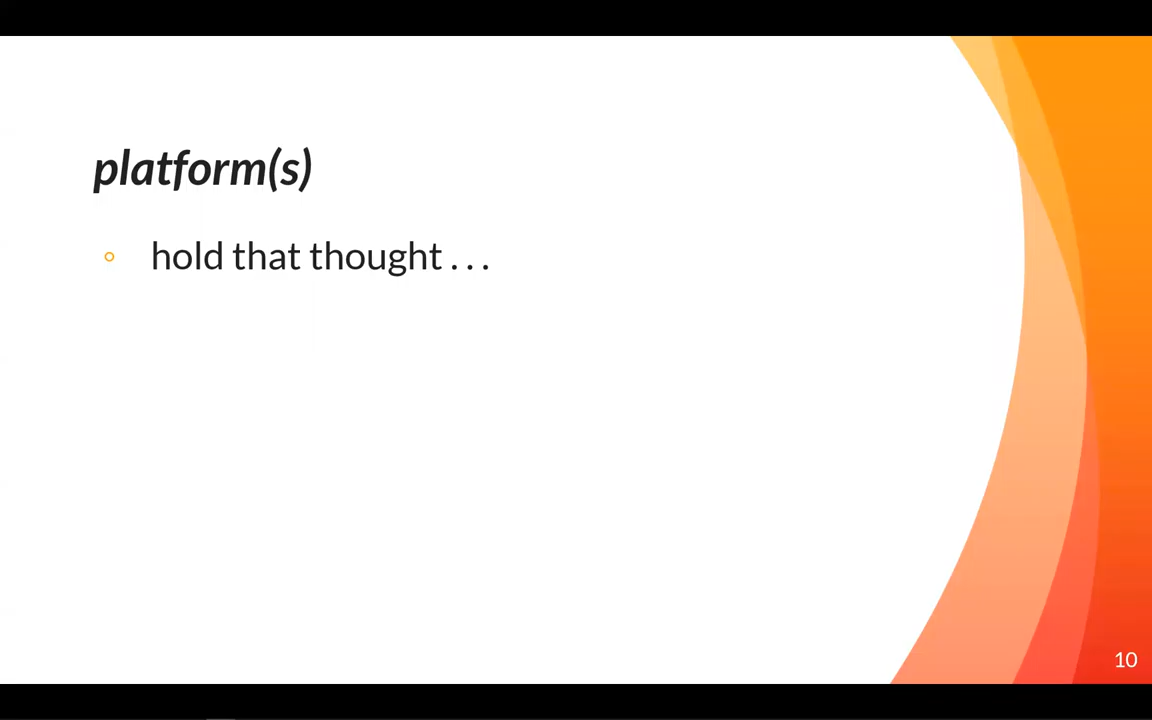 platform(s)
hold that thought . . .
10